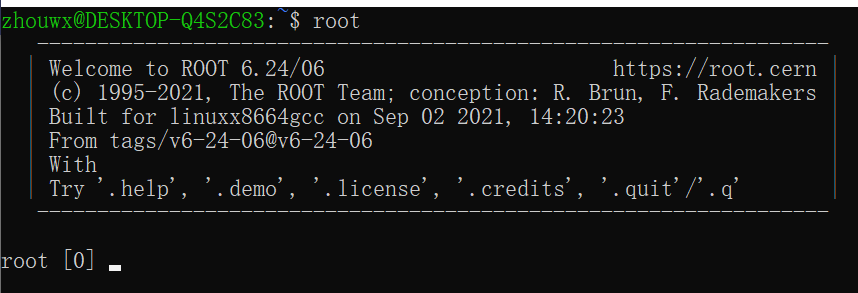 zhouwx@DESKTOP-Q4S2C83:~$ root
Welcome to ROOT 6.24/06 https://root.cern
(c) 1995-2021, The ROOT Team; conception: R. Brun, F. Rademakers
Built for linuxx8664gcc on Sep 02 2021, 14:20:23
From tags/v6-24-06@v6-24-06
With
Try '.help', '.demo', '.license', '.credits', '.quit'/'.q'
root [0]